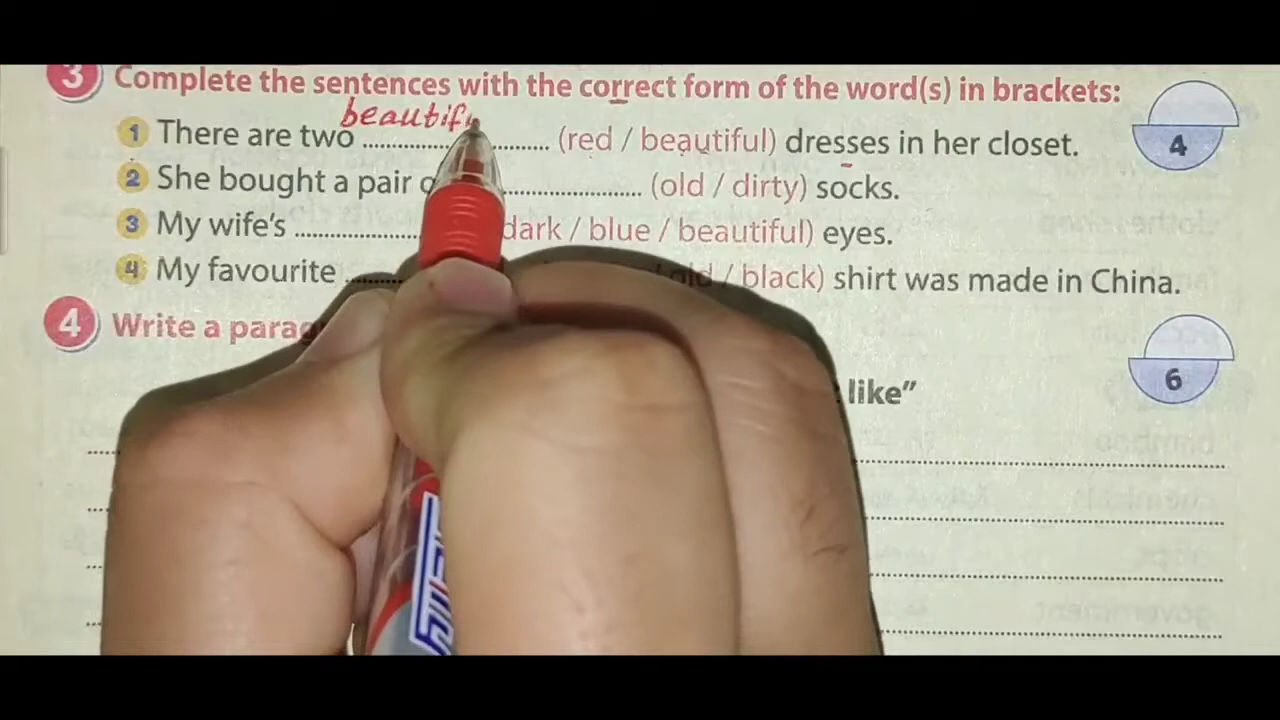 3 Complete the sentences with the correct form of the word(s) in brackets:
beautif
1 There are two .................... (red / beautiful) dresses in her closet.
4
2 She bought a pair .................... (old / dirty) socks.
3 My wife's .................... dark / blue / beautiful) eyes.
4 My favourite .................... old / black) shirt was made in China.
4 Write a
6
like”